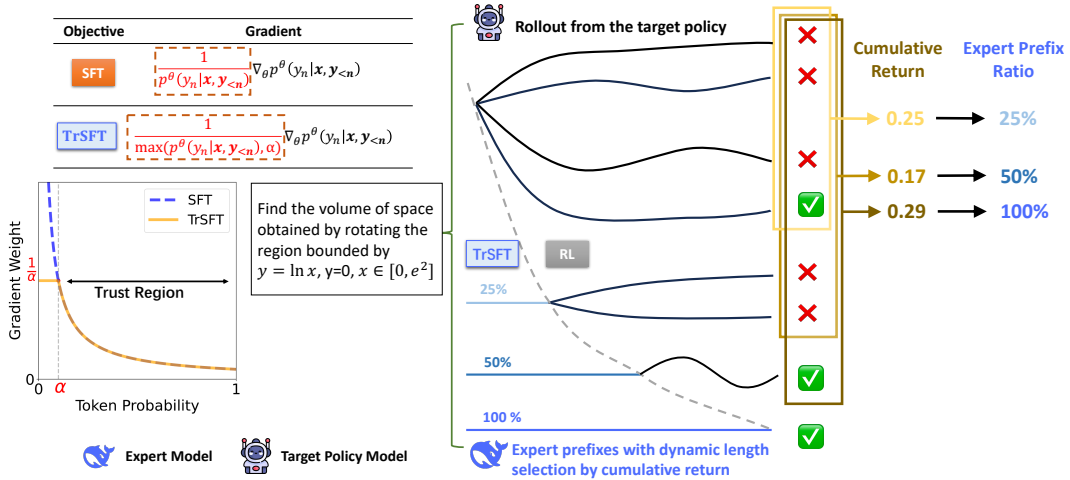 Objective Gradient
SFT 1 / p^θ(y_n|x, y_{<n}) ∇_θ p^θ(y_n|x, y_{<n})
TrSFT 1 / max(p^θ(y_n|x, y_{<n}), α) ∇_θ p^θ(y_n|x, y_{<n})
Gradient Weight
1/α
0
0
α
1
Token Probability
SFT
TrSFT
Trust Region
Find the volume of space
obtained by rotating the
region bounded by
y = ln x, y=0, x ∈ [0, e^2]
Expert Model
Target Policy Model
Rollout from the target policy
TrSFT
RL
25%
50%
100 %
Expert prefixes with dynamic length
selection by cumulative return
Cumulative
Return
Expert Prefix
Ratio
0.25 25%
0.17 50%
0.29 100%